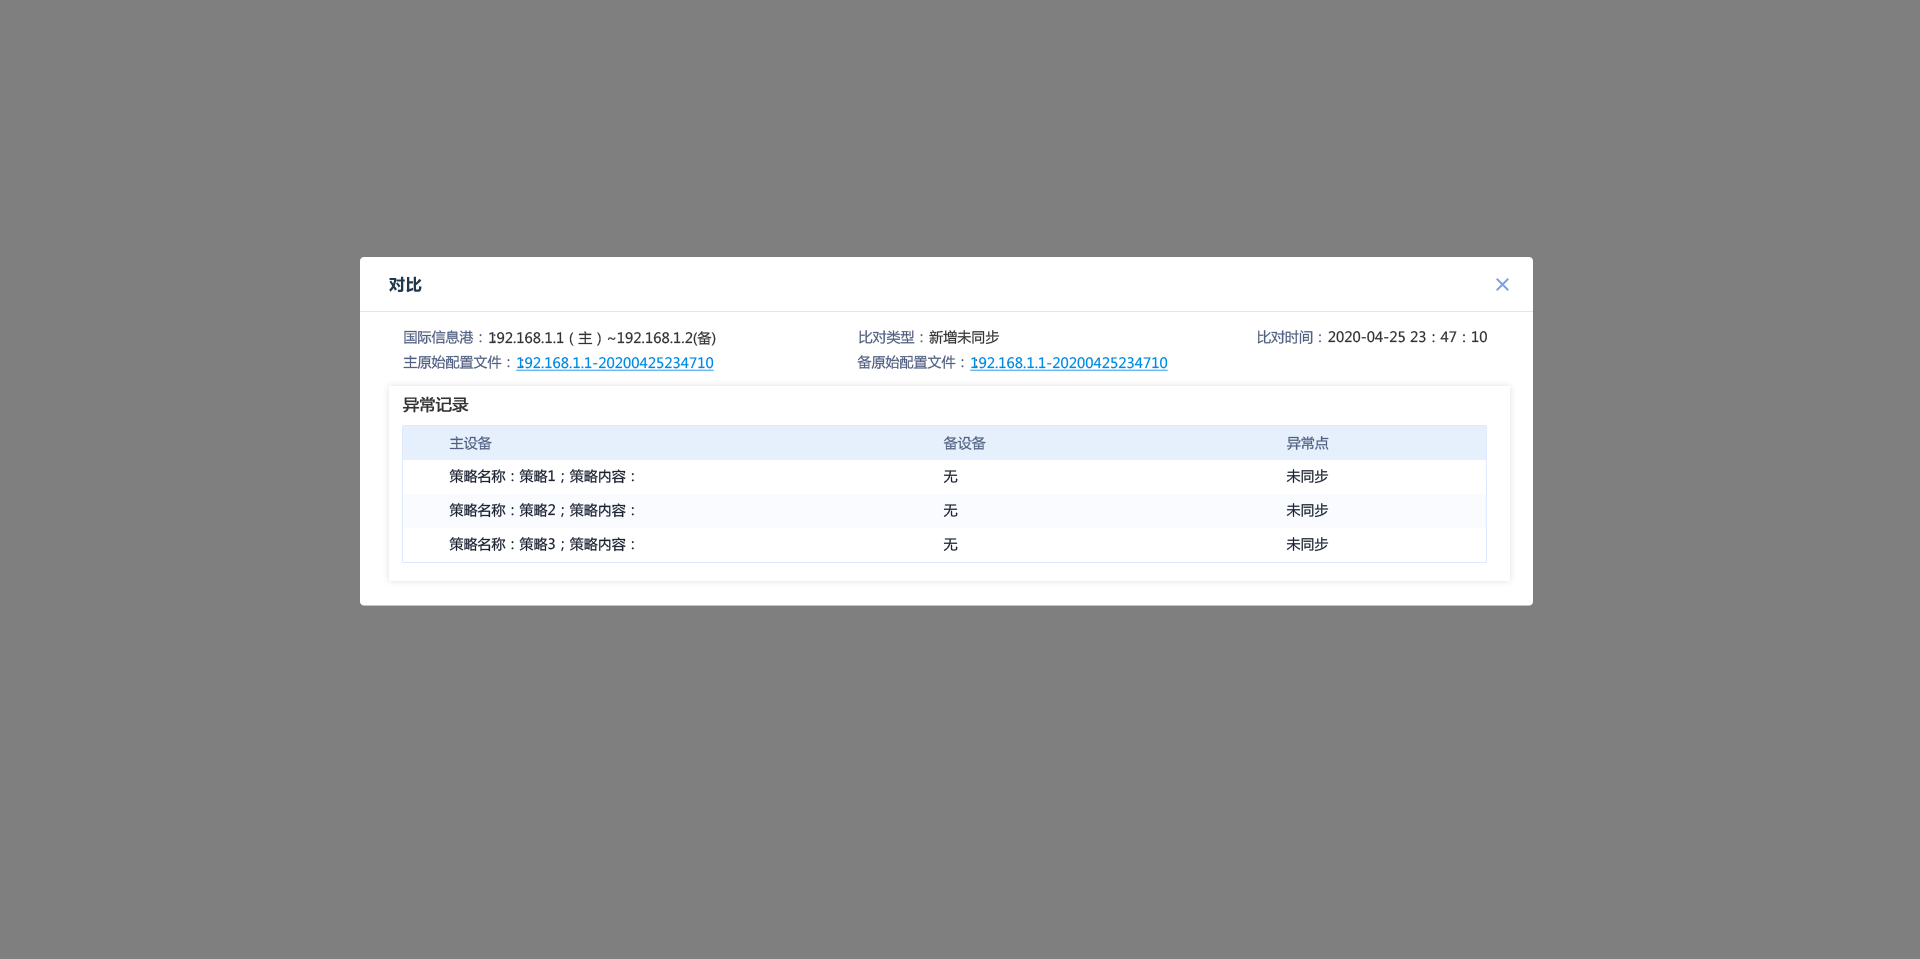 对比
国际信息港：192.168.1.1（主）~192.168.1.2(备) 比对类型：新增未同步 比对时间：2020-04-25 23：47：10
主原始配置文件：192.168.1.1-20200425234710 备原始配置文件：192.168.1.1-20200425234710
异常记录
主设备 备设备 异常点
策略名称：策略1；策略内容： 无 未同步
策略名称：策略2；策略内容： 无 未同步
策略名称：策略3；策略内容： 无 未同步